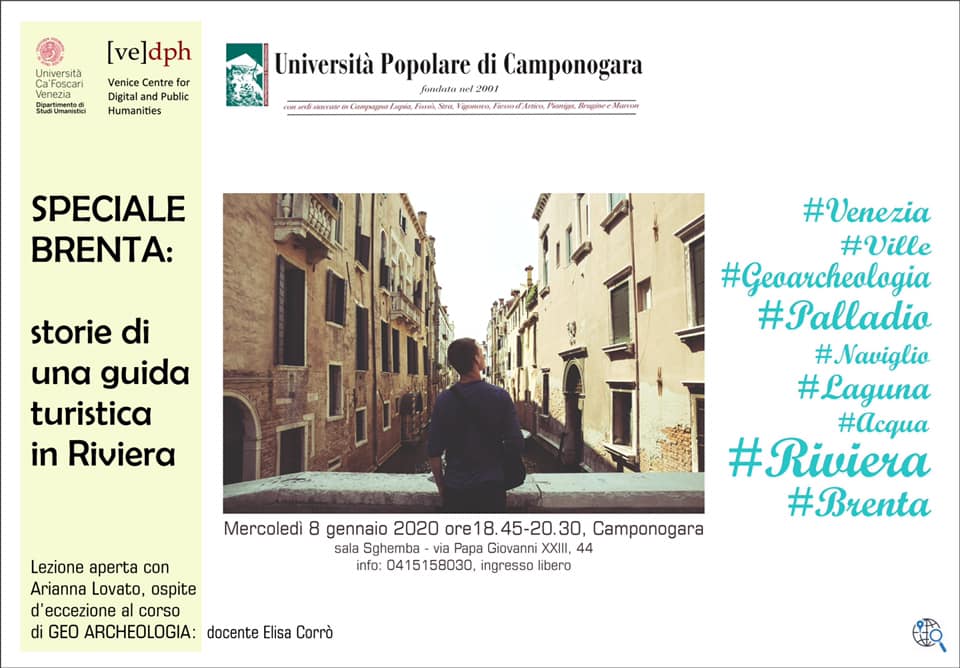 Università
Ca'Foscari
Venezia
Dipartimento di
Studi Umanistici
[ve]dph
Venice Centre for
Digital and Public
Humanities
Università Popolare di Camponogara
fondata nel 2001
con sedi staccate in Campagna Lupia, Fossò, Stra, Vigonovo, Fiesso d'Artico, Pianiga, Brugine e Marcon
SPECIALE
BRENTA:
storie di
una guida
turistica
in Riviera
Lezione aperta con
Arianna Lovato, ospite
d'eccezione al corso
di GEO ARCHEOLOGIA: docente Elisa Corrò
Mercoledì 8 gennaio 2020 ore18.45-20.30, Camponogara
sala Sghemba - via Papa Giovanni XXIII, 44
info: 0415158030, ingresso libero
#Venezia
#Ville
#Geoarcheologia
#Palladio
#Naviglio
#Laguna
#Acqua
#Riviera
#Brenta